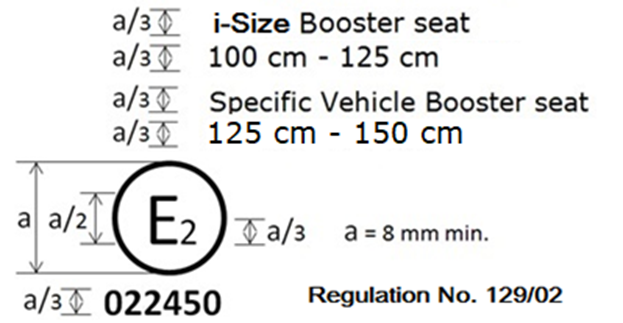 a/3 i-Size Booster seat
a/3 100 cm - 125 cm
a/3 Specific Vehicle Booster seat
a/3 125 cm - 150 cm
a a/2 E2 a/3 a = 8 mm min.
a/3 022450 Regulation No. 129/02